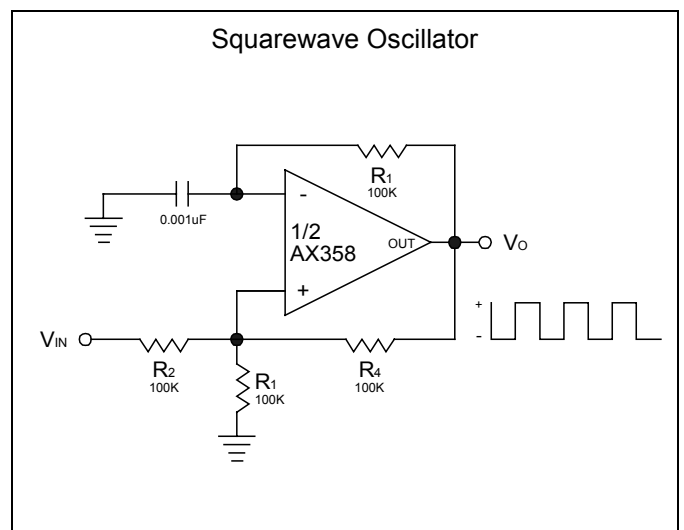 Squarewave Oscillator
R1
100K
0.001uF
-
1/2
AX358
OUT
VO
+
+
-
VIN
R2
100K
R1
100K
R4
100K